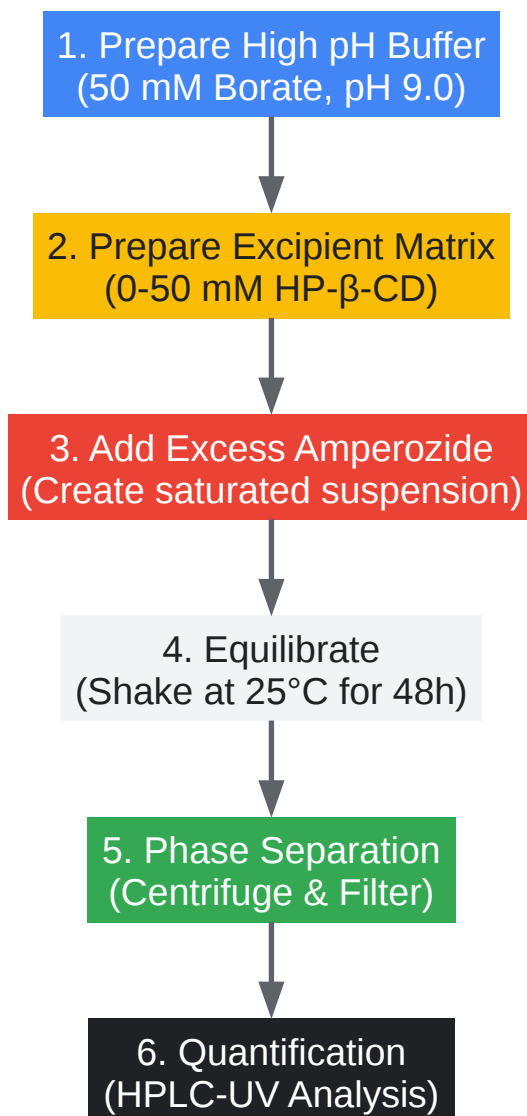 1. Prepare High pH Buffer
(50 mM Borate, pH 9.0)
2. Prepare Excipient Matrix
(0-50 mM HP-β-CD)
3. Add Excess Amperozide
(Create saturated suspension)
4. Equilibrate
(Shake at 25°C for 48h)
5. Phase Separation
(Centrifuge & Filter)
6. Quantification
(HPLC-UV Analysis)